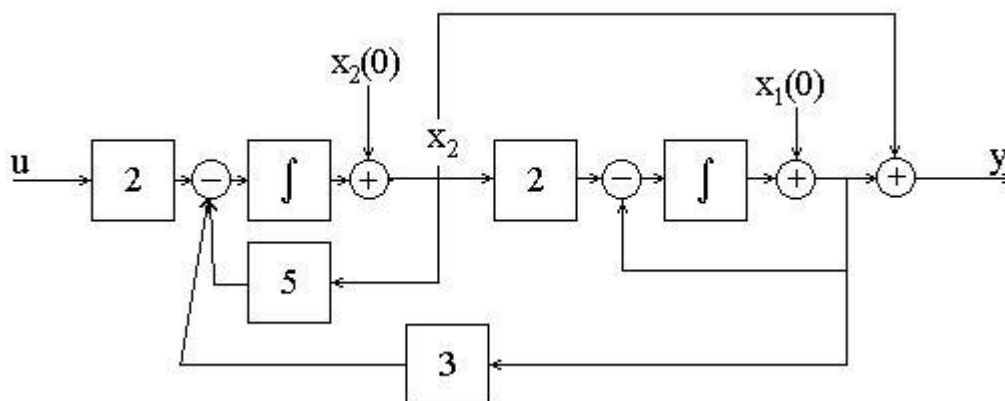 x₂(0)
x₁(0)
u
2
−
∫
+
x₂
2
−
∫
+
+
y
5
3